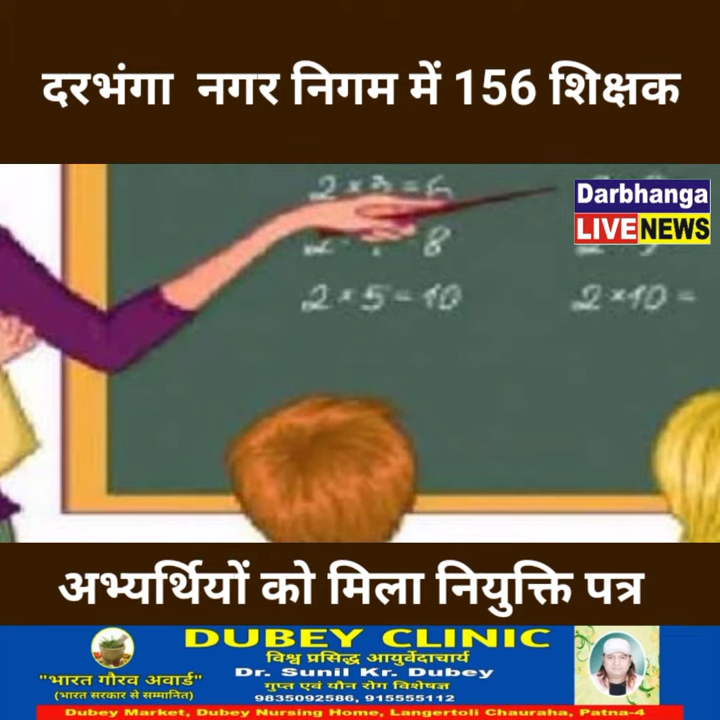 दरभंगा नगर निगम में 156 शिक्षक
Darbhanga
LIVE NEWS
2×5=10
2×10=
अभ्यर्थियों को मिला नियुक्ति पत्र
DUBEY CLINIC
विश्व प्रसिद्ध आयुर्वेदाचार्य
Dr. Sunil Kr. Dubey
"भारत गौरव अवार्ड"
गुप्त एवं यौन रोग विशेषज्ञ
(भारत सरकार से सम्मानित)
9835092586, 9155555112
Dubey Market, Dubey Nursing Home, Langertoli Chauraha, Patna-4